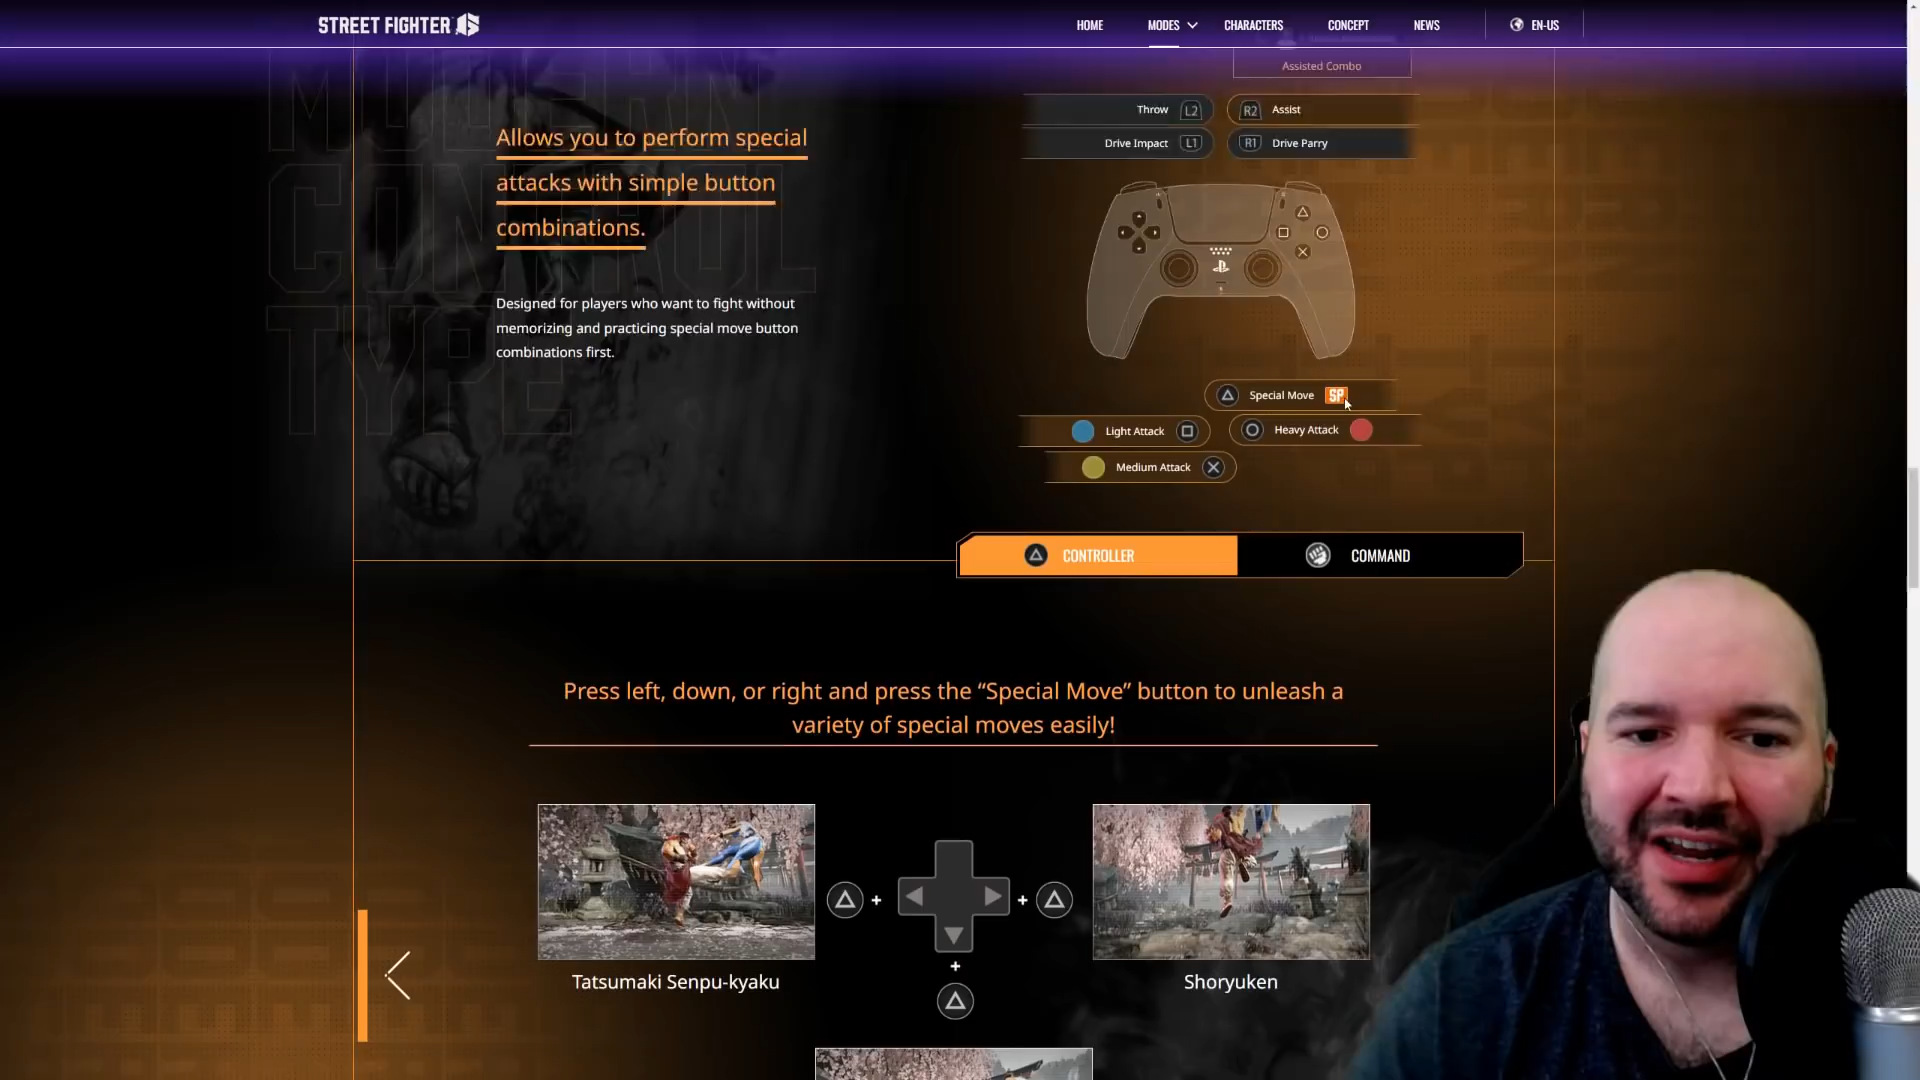 STREET FIGHTER 6
HOME
MODES
CHARACTERS
CONCEPT
NEWS
EN-US
MODERN
CONTROL
TYPE
Allows you to perform special
attacks with simple button
combinations.
Designed for players who want to fight without
memorizing and practicing special move button
combinations first.
Assisted Combo
Throw L2
R2 Assist
Drive Impact L1
R1 Drive Parry
Special Move SP
Light Attack
Heavy Attack
Medium Attack
CONTROLLER
COMMAND
Press left, down, or right and press the “Special Move” button to unleash a
variety of special moves easily!
+
+
+
Tatsumaki Senpu-kyaku
Shoryuken